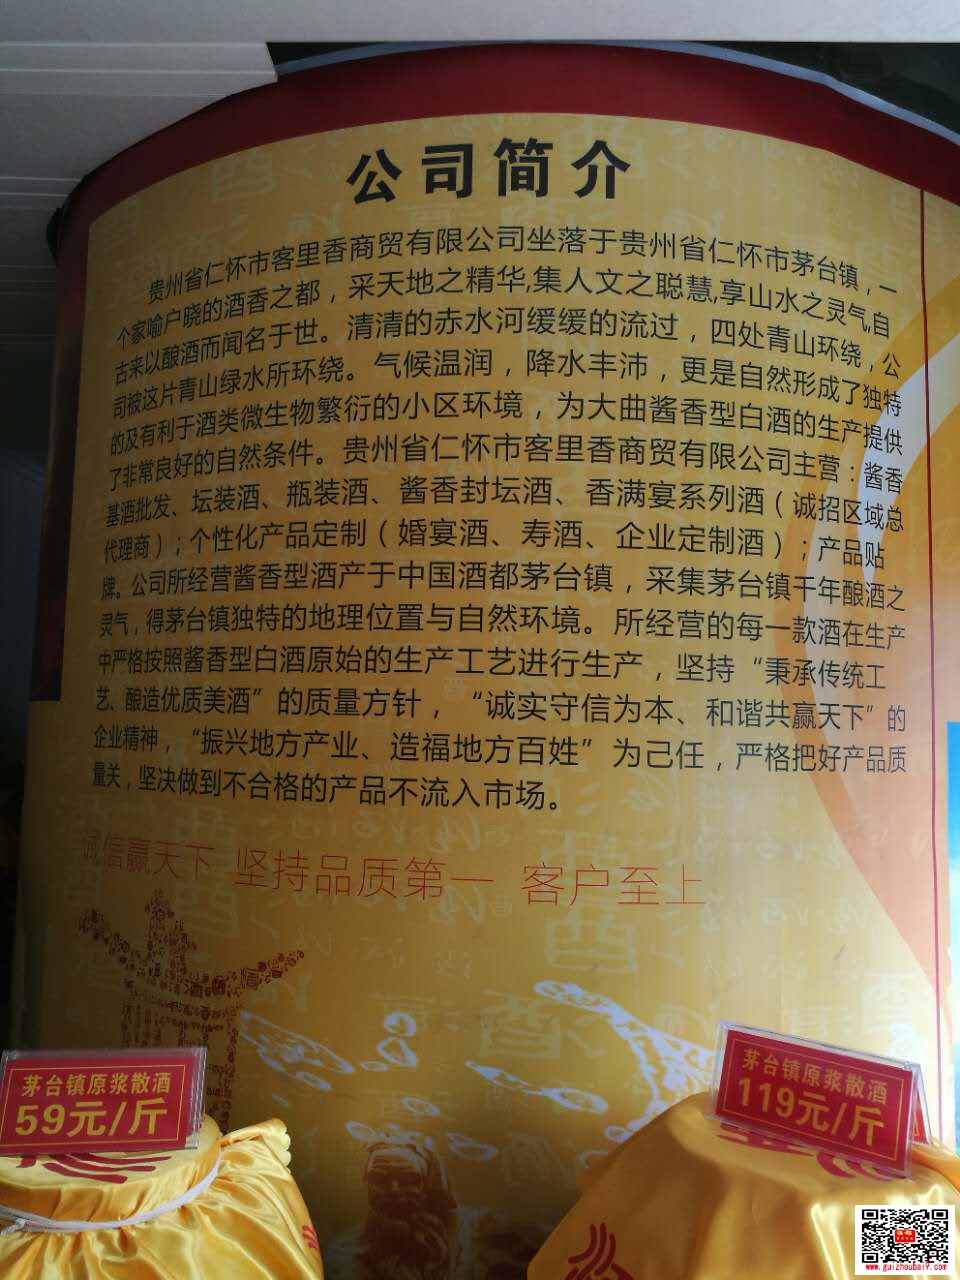 公司简介
贵州省仁怀市客里香商贸有限公司坐落于贵州省仁怀市茅台镇，一
个家喻户晓的酒香之都，采天地之精华,集人文之聪慧,享山水之灵气,自
古来以酿酒而闻名于世。清清的赤水河缓缓的流过，四处青山环绕，公
司被这片青山绿水所环绕。气候温润，降水丰沛，更是自然形成了独特
的及有利于酒类微生物繁衍的小区环境，为大曲酱香型白酒的生产提供
了非常良好的自然条件。贵州省仁怀市客里香商贸有限公司主营：酱香
基酒批发、坛装酒、瓶装酒、酱香封坛酒、香满宴系列酒（诚招区域总
代理商）；个性化产品定制（婚宴酒、寿酒、企业定制酒）；产品贴
牌。公司所经营酱香型酒产于中国酒都茅台镇，采集茅台镇千年酿酒之
灵气，得茅台镇独特的地理位置与自然环境。所经营的每一款酒在生产
中严格按照酱香型白酒原始的生产工艺进行生产，坚持“秉承传统工
艺、酿造优质美酒”的质量方针，“诚实守信为本、和谐共赢天下”的
企业精神，“振兴地方产业、造福地方百姓”为己任，严格把好产品质
量关，坚决做到不合格的产品不流入市场。
诚信赢天下 坚持品质第一 客户至上
茅台镇原浆散酒
59元/斤
茅台镇原浆散酒
119元/斤
www.guizhoubai9.com